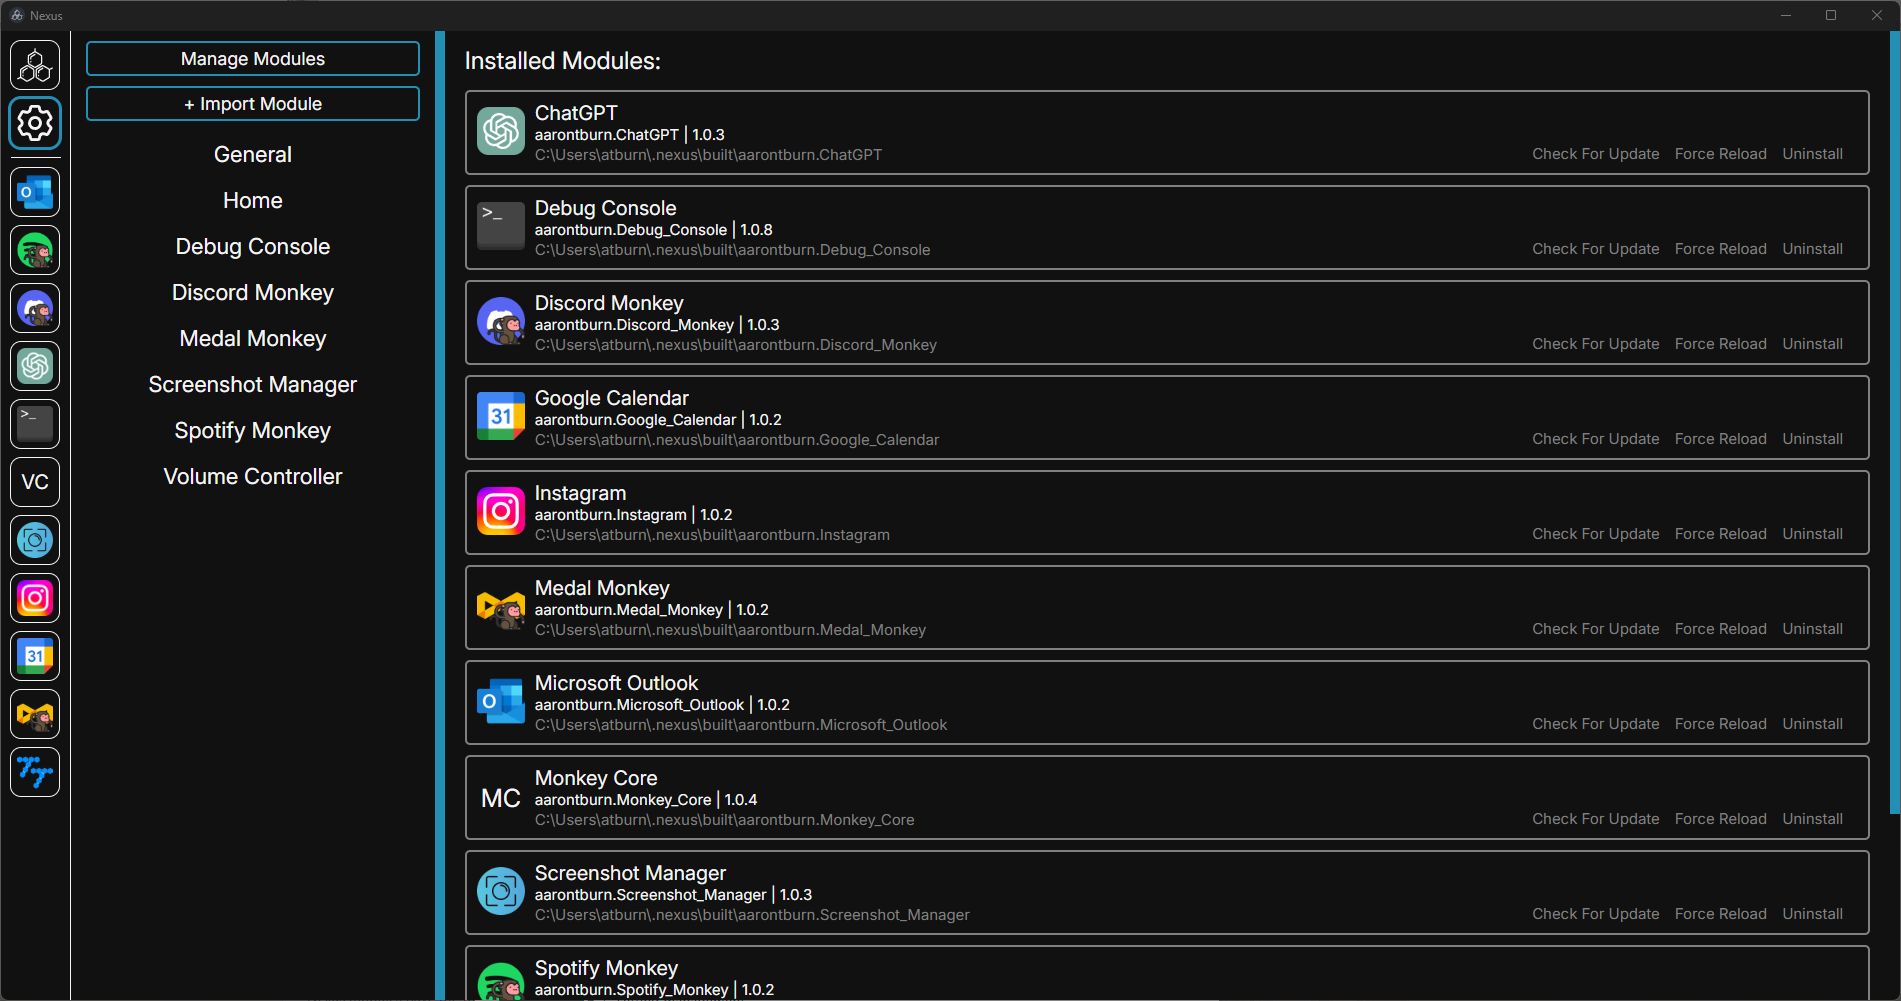 Nexus
Manage Modules
+ Import Module
General
Home
Debug Console
Discord Monkey
Medal Monkey
Screenshot Manager
Spotify Monkey
Volume Controller
O
>_
VC
31
TT
Installed Modules:
ChatGPT
aarontburn.ChatGPT | 1.0.3
C:\Users\atburn\.nexus\built\aarontburn.ChatGPT
Check For Update Force Reload Uninstall
>_
Debug Console
aarontburn.Debug_Console | 1.0.8
C:\Users\atburn\.nexus\built\aarontburn.Debug_Console
Check For Update Force Reload Uninstall
Discord Monkey
aarontburn.Discord_Monkey | 1.0.3
C:\Users\atburn\.nexus\built\aarontburn.Discord_Monkey
Check For Update Force Reload Uninstall
31
Google Calendar
aarontburn.Google_Calendar | 1.0.2
C:\Users\atburn\.nexus\built\aarontburn.Google_Calendar
Check For Update Force Reload Uninstall
Instagram
aarontburn.Instagram | 1.0.2
C:\Users\atburn\.nexus\built\aarontburn.Instagram
Check For Update Force Reload Uninstall
Medal Monkey
aarontburn.Medal_Monkey | 1.0.2
C:\Users\atburn\.nexus\built\aarontburn.Medal_Monkey
Check For Update Force Reload Uninstall
O
Microsoft Outlook
aarontburn.Microsoft_Outlook | 1.0.2
C:\Users\atburn\.nexus\built\aarontburn.Microsoft_Outlook
Check For Update Force Reload Uninstall
MC
Monkey Core
aarontburn.Monkey_Core | 1.0.4
C:\Users\atburn\.nexus\built\aarontburn.Monkey_Core
Check For Update Force Reload Uninstall
Screenshot Manager
aarontburn.Screenshot_Manager | 1.0.3
C:\Users\atburn\.nexus\built\aarontburn.Screenshot_Manager
Check For Update Force Reload Uninstall
Spotify Monkey
aarontburn.Spotify_Monkey | 1.0.2